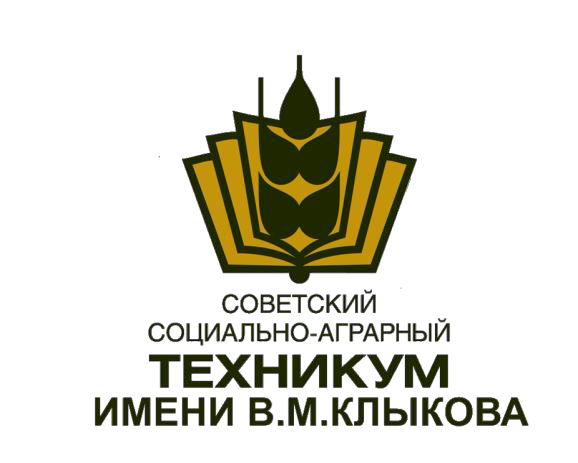 СОВЕТСКИЙ
СОЦИАЛЬНО-АГРАРНЫЙ
ТЕХНИКУМ
ИМЕНИ В.М.КЛЫКОВА